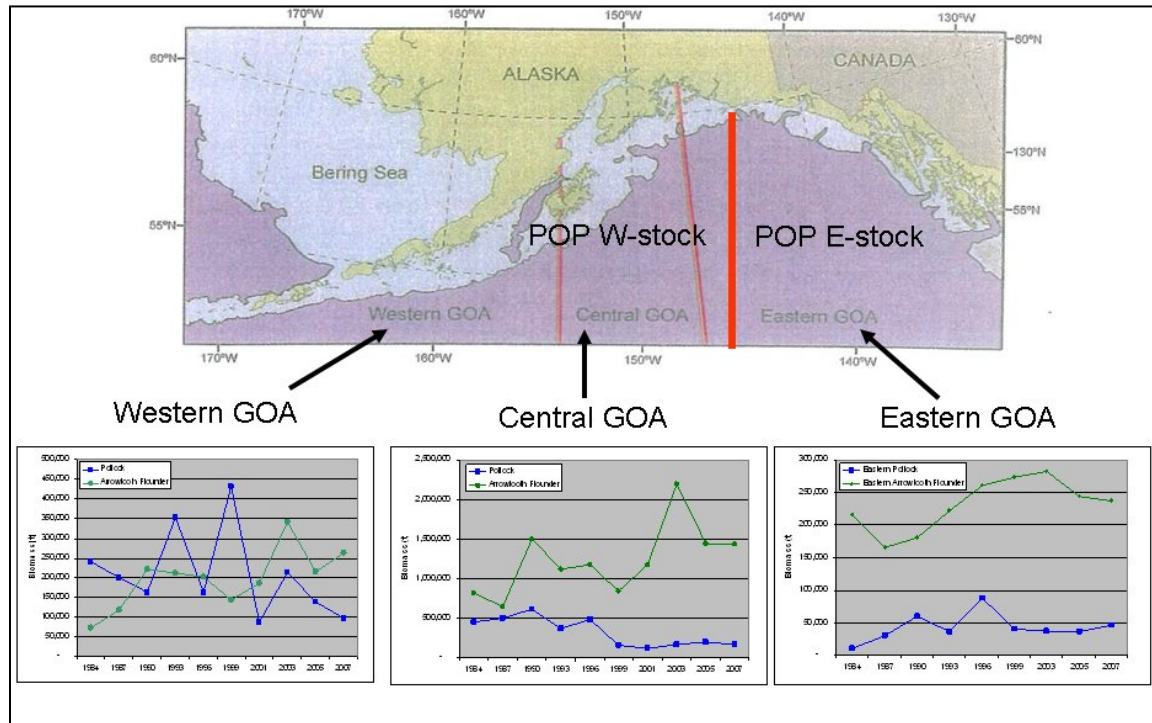 170°W 160°W 150°W 140°W 130°W
60°N
ALASKA
CANADA
60°N
Bering Sea
130°N
55°N
55°N
POP W-stock POP E-stock
Western GOA Central GOA Eastern GOA
170°W 160°W 150°W 140°W
Western GOA
Central GOA
Eastern GOA
500,000
450,000
400,000
350,000
300,000
250,000
200,000
150,000
100,000
50,000
-
Biomass (t)
Pollock
Arrowtooth Flounder
1984 1987 1990 1993 1996 1999 2001 2003 2005 2007
2,500,000
2,000,000
1,500,000
1,000,000
500,000
-
Biomass (t)
Pollock
Arrowtooth Flounder
1984 1987 1990 1993 1996 1999 2001 2003 2005 2007
300,000
250,000
200,000
150,000
100,000
50,000
-
Biomass (t)
Eastern Pollock
Eastern Arrowtooth Flounder
1984 1987 1990 1993 1996 1999 2003 2005 2007